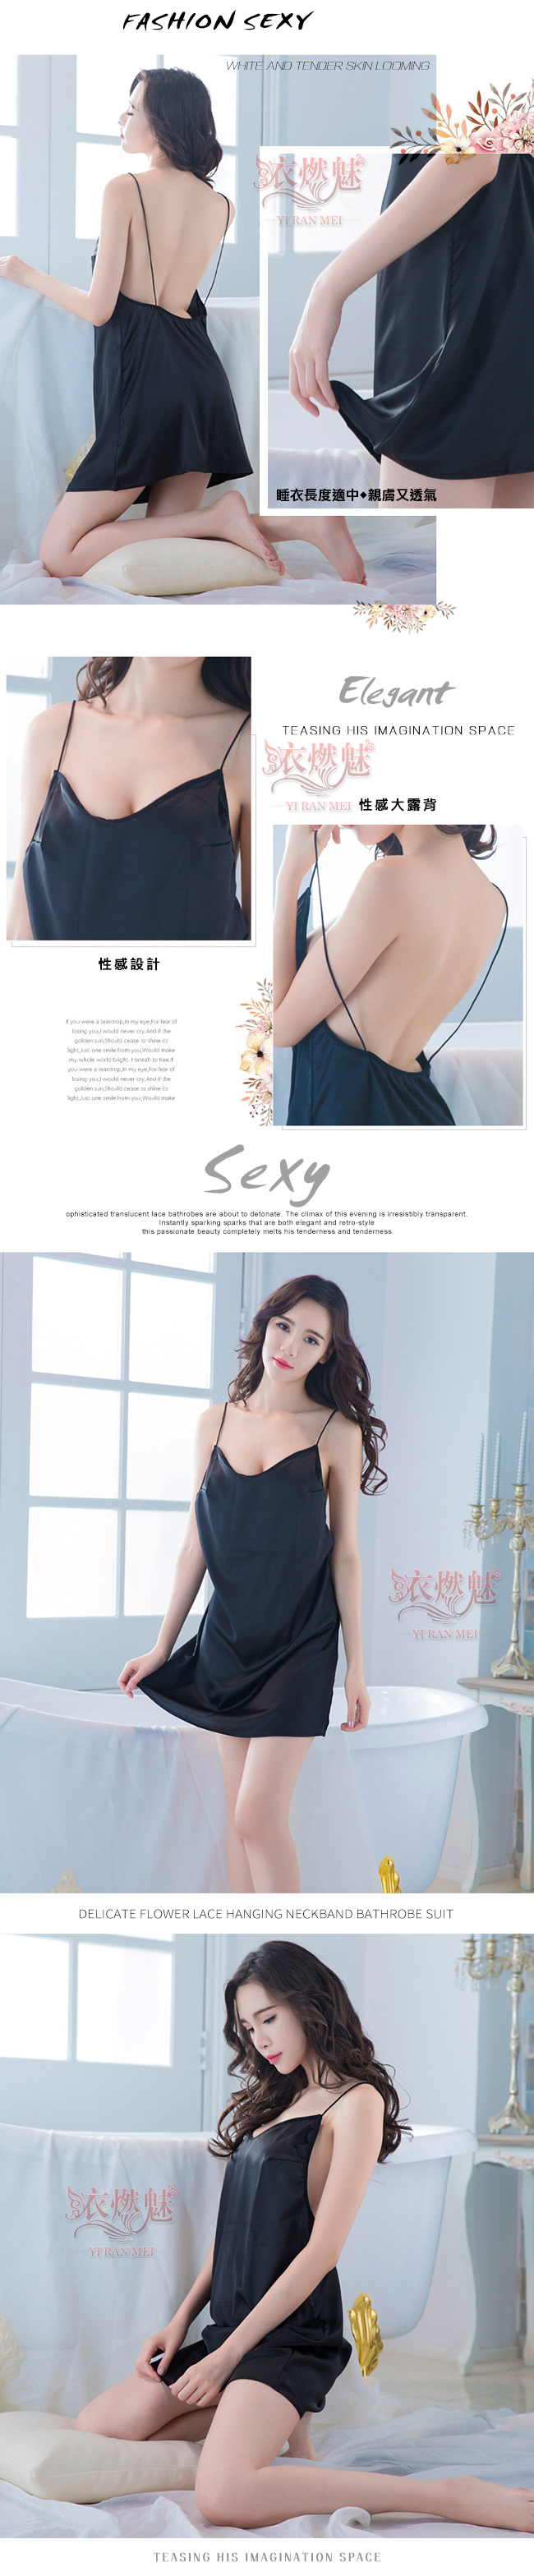 FASHION SEXY
WHITE AND TENDER SKIN LOOMING
衣燃魅
YI RAN MEI
睡衣長度適中◆親膚又透氣
Elegant
TEASING HIS IMAGINATION SPACE
衣燃魅
YI RAN MEI
性感大露背
性感設計
If you were a teardrop,In my eye,For fear of
losing you,I would never cry.And if the
golden sun,Should cease to shine its
light,Just one smile from you,Would make
my whole world bright. Hannah Jo Kee.If
you were a teardrop,In my eye,For fear of
losing you,I would never cry.And if the
golden sun,Should cease to shine its
light,Just one smile from you,Would make
Sexy
ophisticated translucent lace bathrobes are about to detonate. The climax of this evening is irresistibly transparent.
Instantly sparking sparks that are both elegant and retro-style
this passionate beauty completely melts his tenderness and tenderness.
衣燃魅
YI RAN MEI
DELICATE FLOWER LACE HANGING NECKBAND BATHROBE SUIT
衣燃魅
YI RAN MEI
TEASING HIS IMAGINATION SPACE